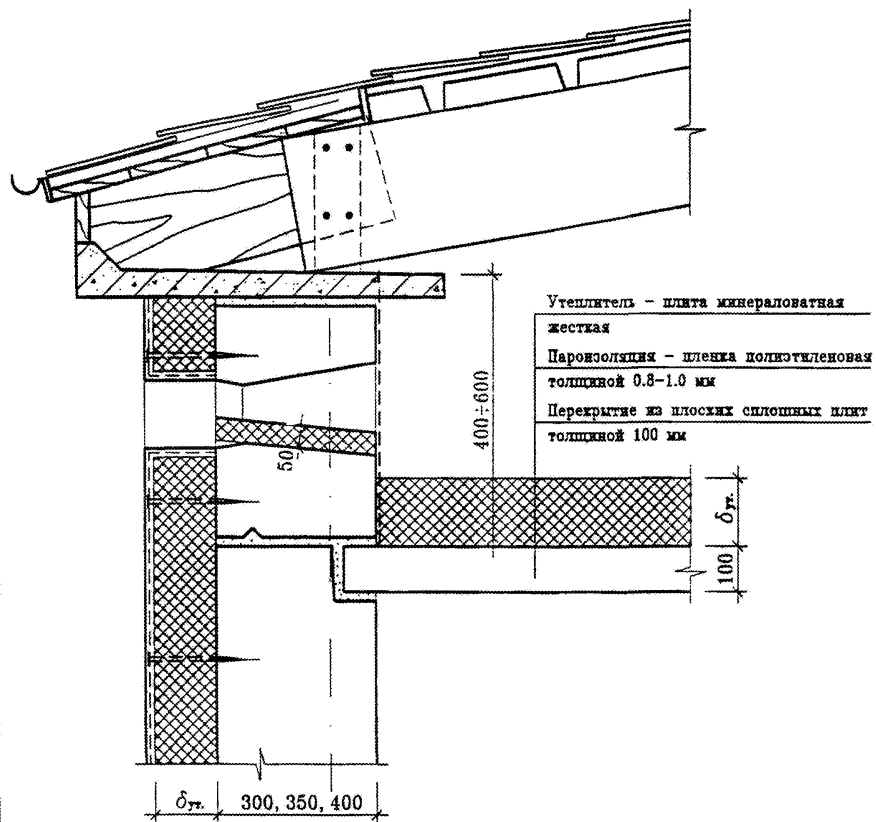 Утеплитель – плита минераловатная
жесткая
Пароизоляция – пленка полиэтиленовая
толщиной 0.8-1.0 мм
Перекрытие из плоских сплошных плит
толщиной 100 мм
400÷600
50
δут.
100
δут.
300, 350, 400